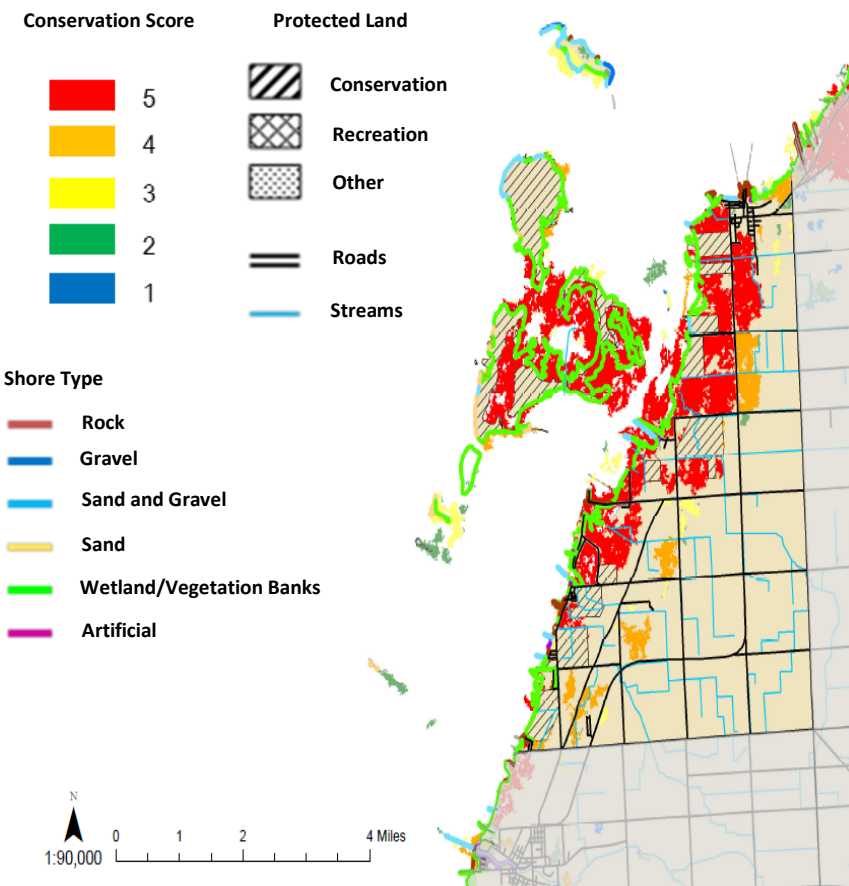 Conservation Score
5
4
3
2
1
Protected Land
Conservation
Recreation
Other
Roads
Streams
Shore Type
Rock
Gravel
Sand and Gravel
Sand
Wetland/Vegetation Banks
Artificial
N
1:90,000
0 1 2 4 Miles